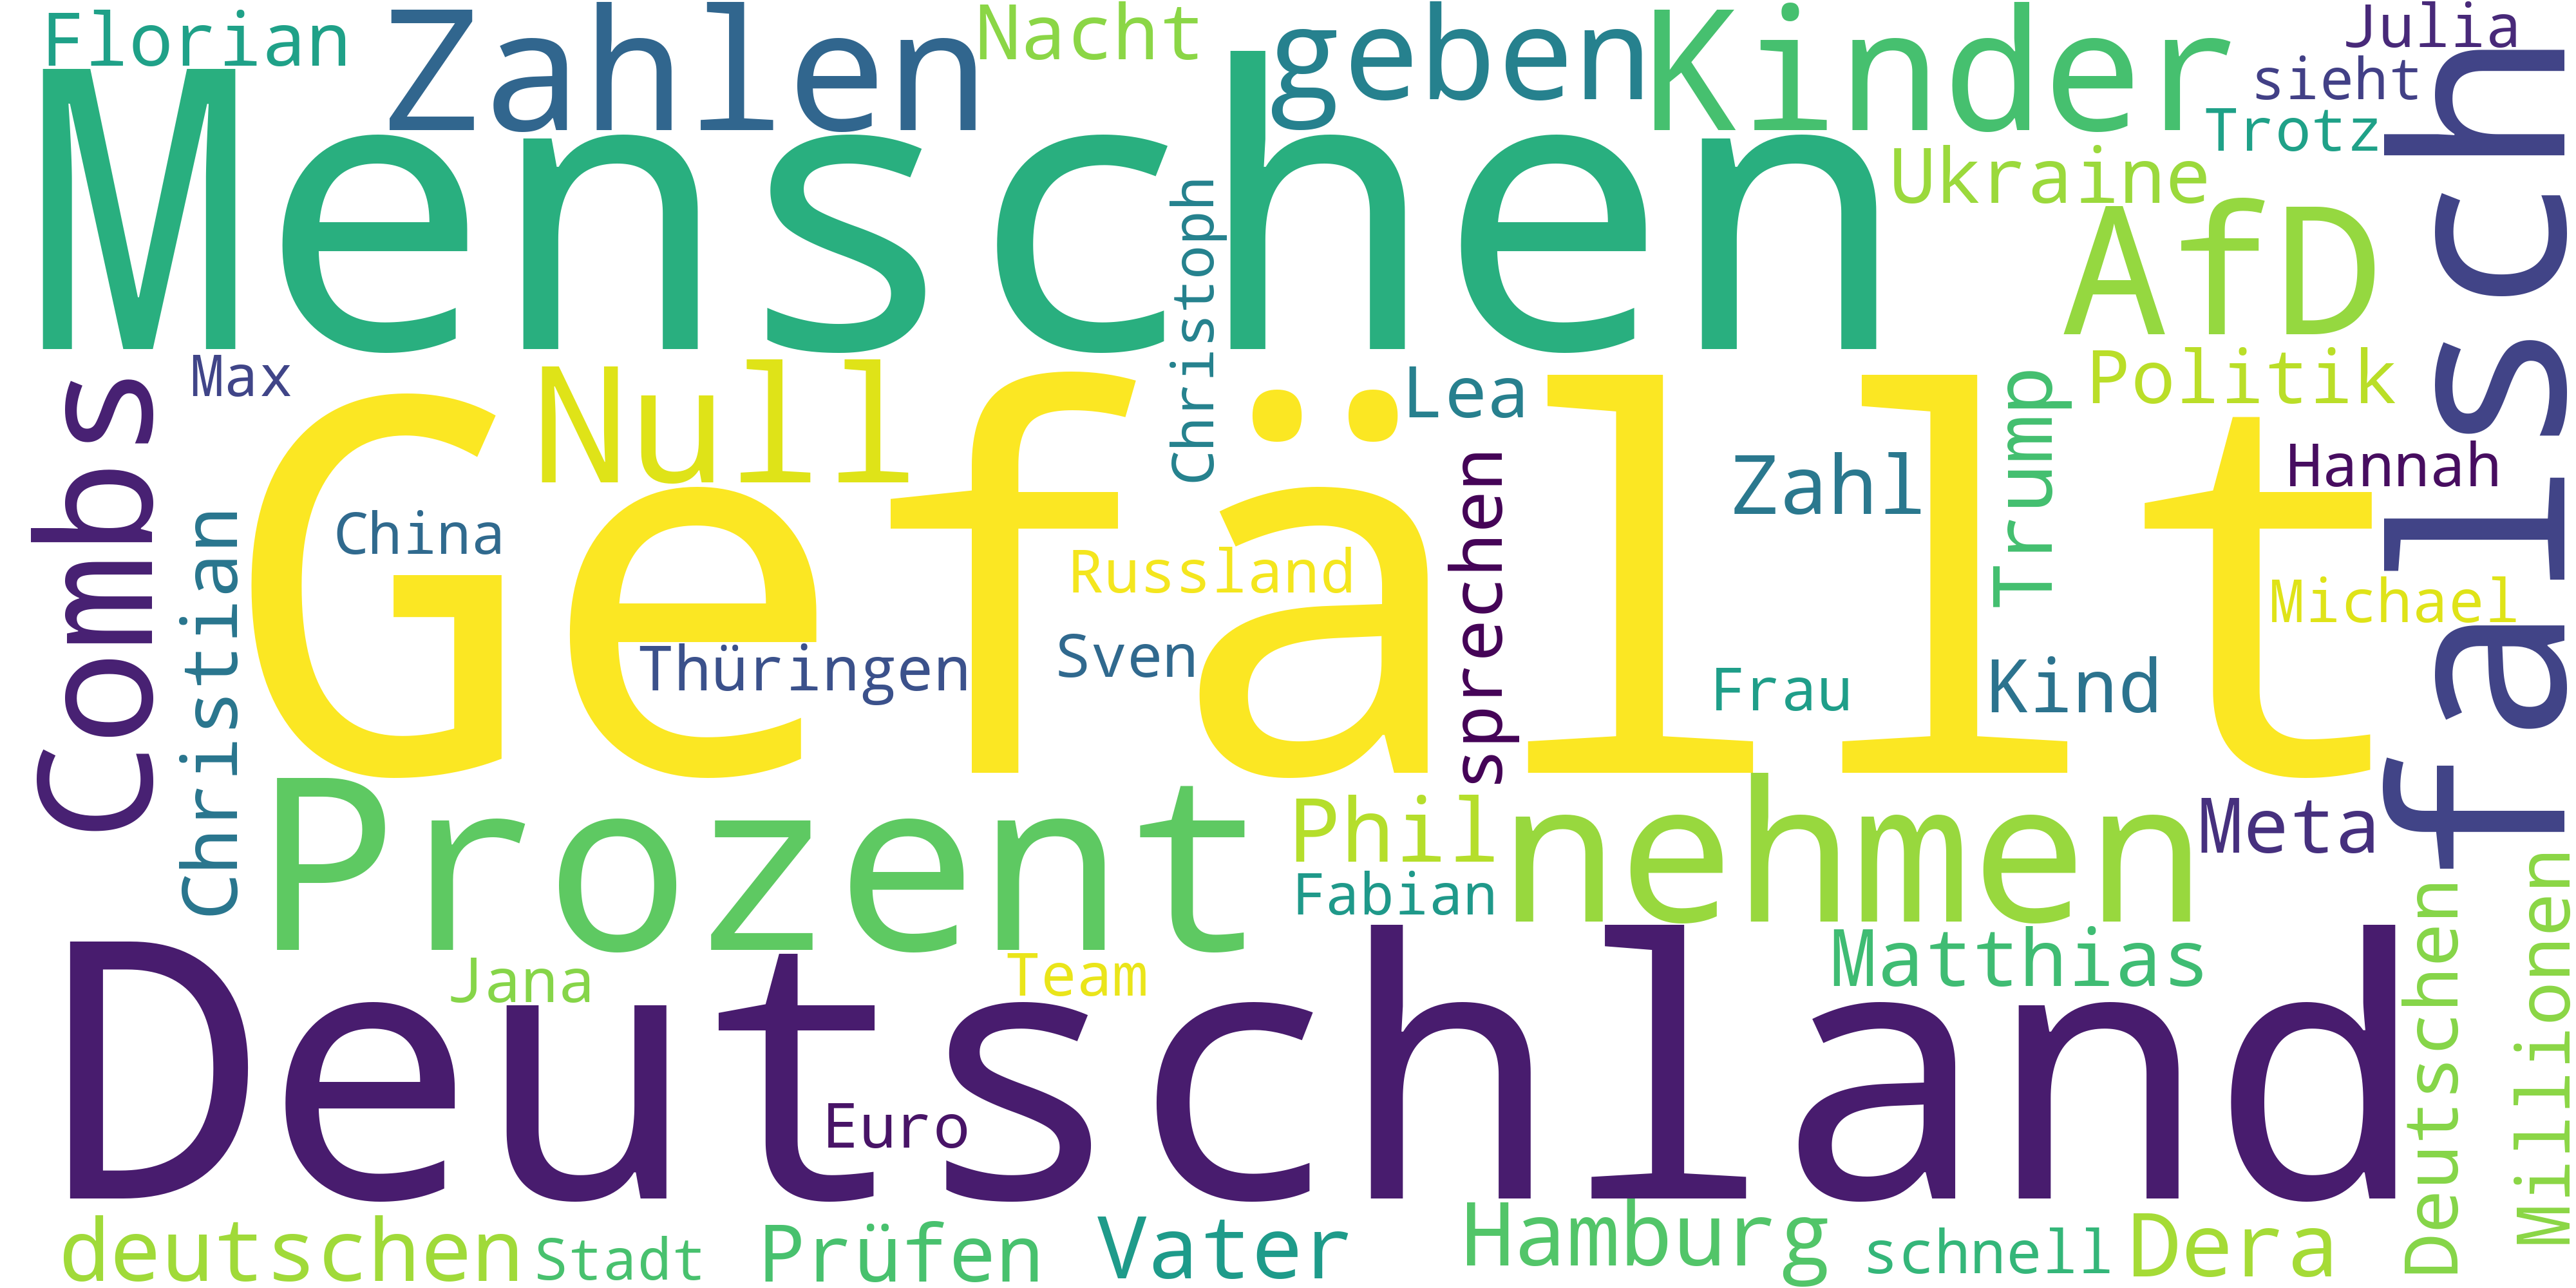 Florian
Zahlen
Nacht
geben
Kinder
Julia
sieht
Trotz
Menschen
Christoph
Ukraine
AfD
falsch
Max
Null
Lea
Politik
Combs
Christian
China
Gefällt
Russland
sprechen
Zahl
Trump
Hannah
Michael
Thüringen
Sven
Frau
Kind
Prozent
Phil
nehmen
Meta
Fabian
Jana
Team
Matthias
Deutschen
Millionen
Deutschland
Euro
deutschen
Stadt
Prüfen
Vater
Hamburg
schnell
Dera